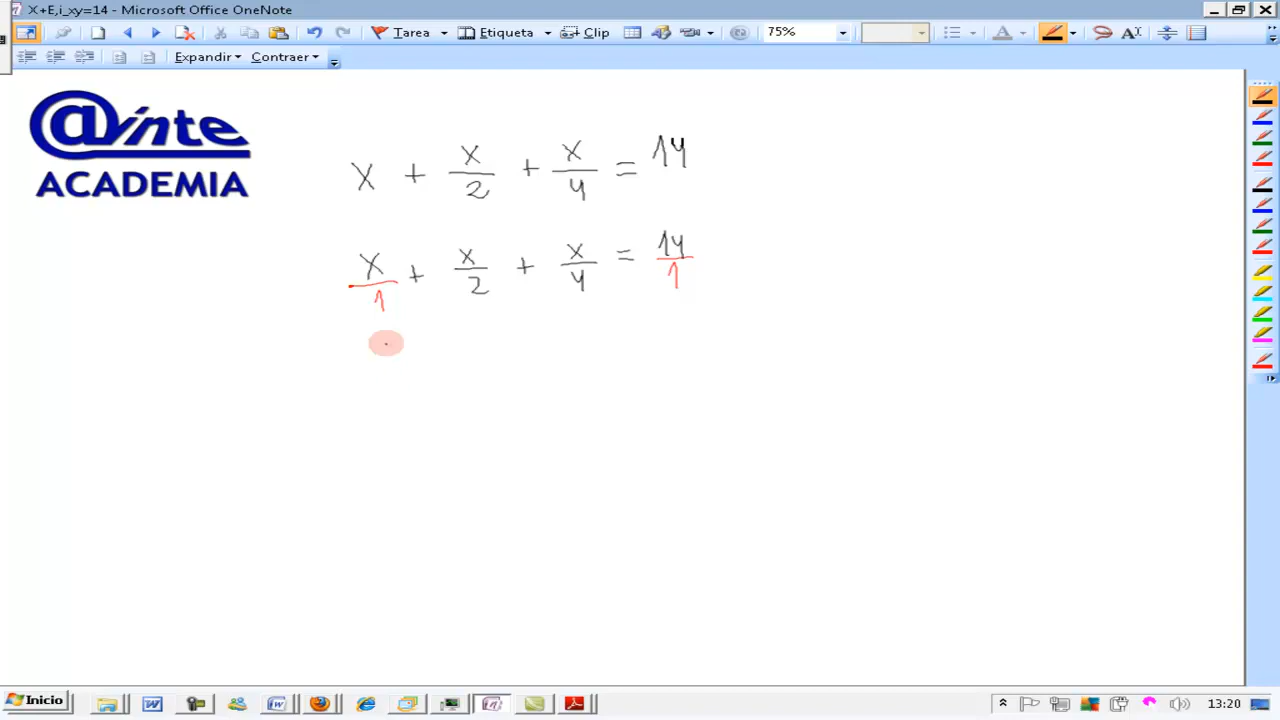 X+E,i_xy=14 - Microsoft Office OneNote
Tarea Etiqueta Clip 75%
Expandir Contraer
@inte
ACADEMIA
x + x/2 + x/4 = 14
x/1 + x/2 + x/4 = 14/1
Inicio 13:20